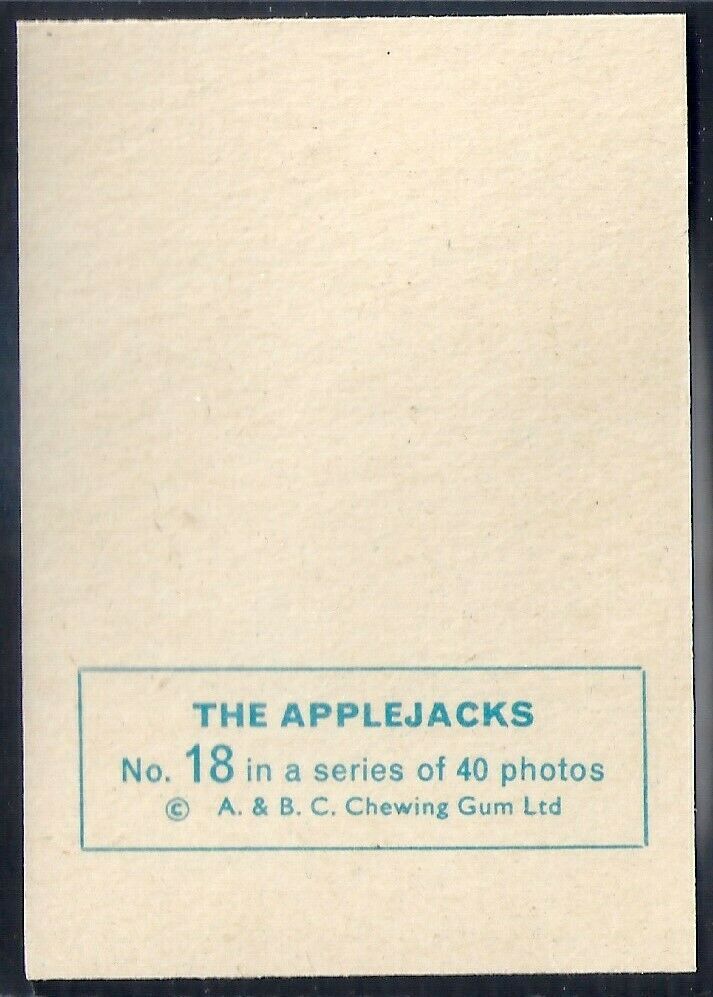 THE APPLEJACKS
No. 18 in a series of 40 photos
© A. & B. C. Chewing Gum Ltd